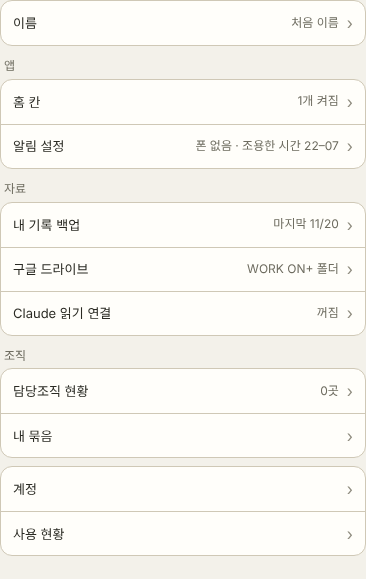 이름 처음 이름 ›
앱
홈 칸 1개 켜짐 ›
알림 설정 폰 없음 · 조용한 시간 22–07 ›
자료
내 기록 백업 마지막 11/20 ›
구글 드라이브 WORK ON+ 폴더 ›
Claude 읽기 연결 꺼짐 ›
조직
담당조직 현황 0곳 ›
내 묶음 ›
계정 ›
사용 현황 ›